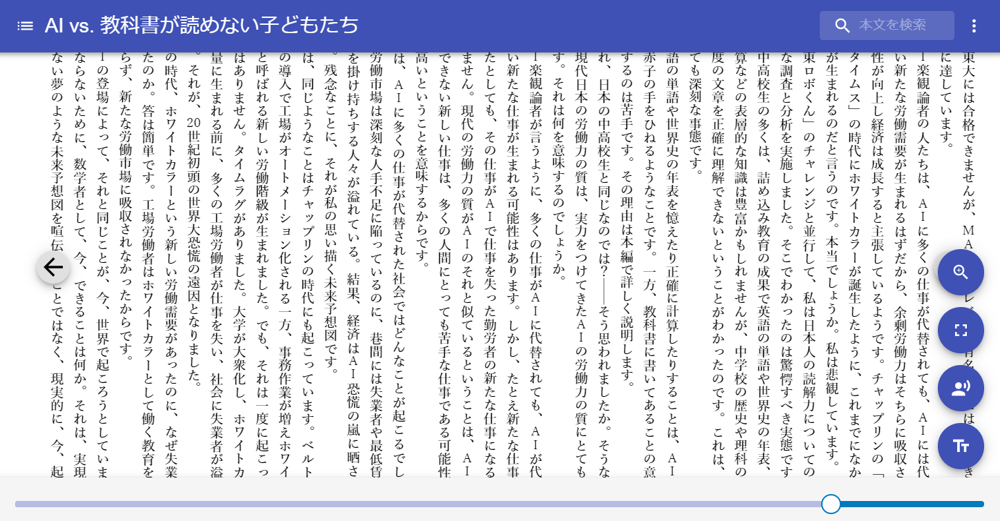 AI vs. 教科書が読めない子どもたち
本文を検索
東大には合格できませんが、MA
に達しています。
I楽観論者の人たちは、AIに多くの仕事が代替されても、AIには代
い新たな労働需要が生まれるはずだから、余剰労働力はそちらに吸収さ
性が向上し経済は成長すると主張しているようです。チャップリンの「
タイムス」の時代にホワイトカラーが誕生したように、これまでになか
が生まれるのだと言うのです。本当でしょうか。私は悲観しています。
東ロボくん」のチャレンジと並行して、私は日本人の読解力についての
な調査と分析を実施しました。そこでわかったのは驚愕すべき実態です
中高校生の多くは、詰め込み教育の成果で英語の単語や世界史の年表、
算などの表層的な知識は豊富かもしれませんが、中学校の歴史や理科の
度の文章を正確に理解できないということがわかったのです。これは、
ても深刻な事態です。
語の単語や世界史の年表を憶えたり正確に計算したりすることは、AI
赤子の手をひねるようなことです。一方、教科書に書いてあることの意
するのは苦手です。その理由は本編で詳しく説明します。
れ、日本の中高校生と同じなのでは?――そう思われましたか。そうな
現代日本の労働力の質は、実力をつけてきたAIの労働力の質にとても
す。それは何を意味するのでしょうか。
I楽観論者が言うように、多くの仕事がAIに代替されても、AIが代
い新たな仕事が生まれる可能性はあります。しかし、たとえ新たな仕事
たとしても、その仕事がAIで仕事を失った勤労者の新たな仕事になる
ません。現代の労働力の質がAIのそれと似ているということは、AI
できない新しい仕事は、多くの人間にとっても苦手な仕事である可能性
高いということを意味するからです。
は、AIに多くの仕事が代替された社会ではどんなことが起こるでし
労働市場は深刻な人手不足に陥っているのに、巷間には失業者や最低賃
を掛け持ちする人々が溢れている。結果、経済はAI恐慌の嵐に晒さ
。残念なことに、それが私の思い描く未来予想図です。
は、同じようなことはチャップリンの時代にも起こっています。ベルト
の導入で工場がオートメーション化される一方、事務作業が増えホワイ
と呼ばれる新しい労働階級が生まれました。でも、それは一度に起こっ
はありません。タイムラグがありました。大学が大衆化し、ホワイトカ
量に生まれる前に、多くの工場労働者が仕事を失い、社会に失業者が溢
。それが、20世紀初頭の世界大恐慌の遠因となりました。
の時代、ホワイトカラーという新しい労働需要があったのに、なぜ失業
たのか。答は簡単です。工場労働者はホワイトカラーとして働く教育を
らず、新たな労働市場に吸収されなかったからです。
Iの登場によって、それと同じことが、今、世界で起ころうとしていま
ならないために、数学者として、今、できることは何か。それは、実現
ない夢のような未来予想図を喧伝 ことではなく、現実的に、今、起